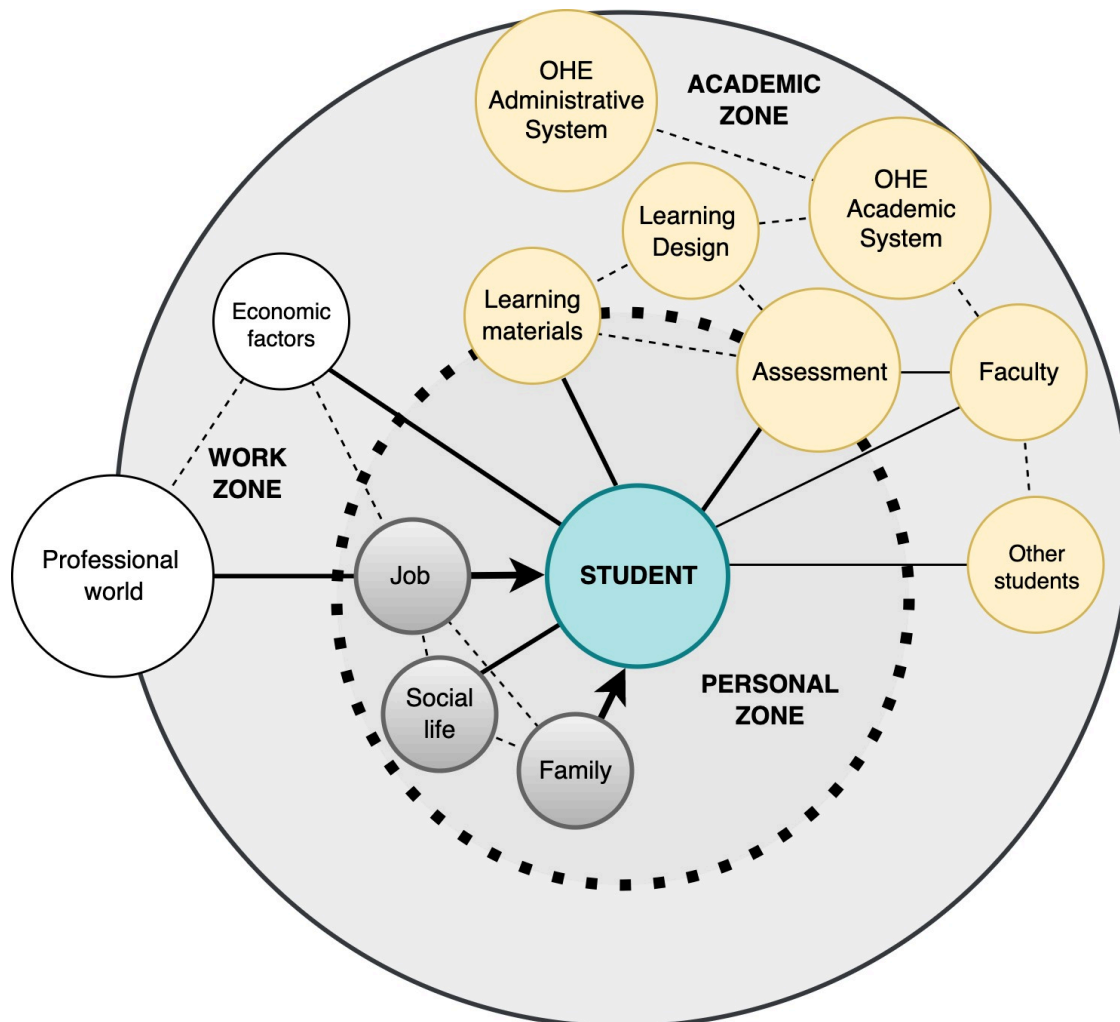 OHE
Administrative
System
ACADEMIC
ZONE
OHE
Academic
System
Learning
Design
Learning
materials
Economic
factors
Assessment
Faculty
WORK
ZONE
Professional
world
Job
STUDENT
Other
students
Social
life
PERSONAL
ZONE
Family